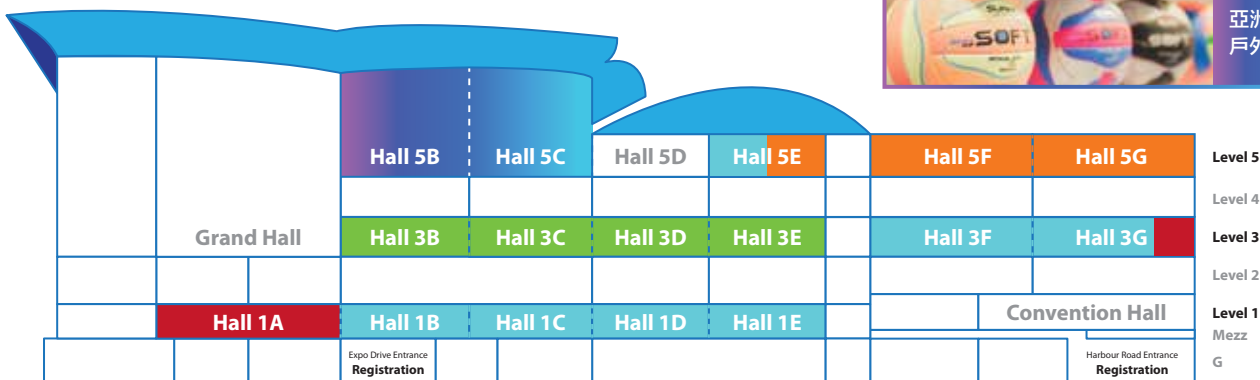 SOFT
SOFT
亞洲
戶外
Hall 5B
Hall 5C
Hall 5D
Hall 5E
Hall 5F
Hall 5G
Level 5
Level 4
Grand Hall
Hall 3B
Hall 3C
Hall 3D
Hall 3E
Hall 3F
Hall 3G
Level 3
Level 2
Hall 1A
Hall 1B
Hall 1C
Hall 1D
Hall 1E
Convention Hall
Level 1
Mezz
Expo Drive Entrance
Registration
Harbour Road Entrance
Registration
G